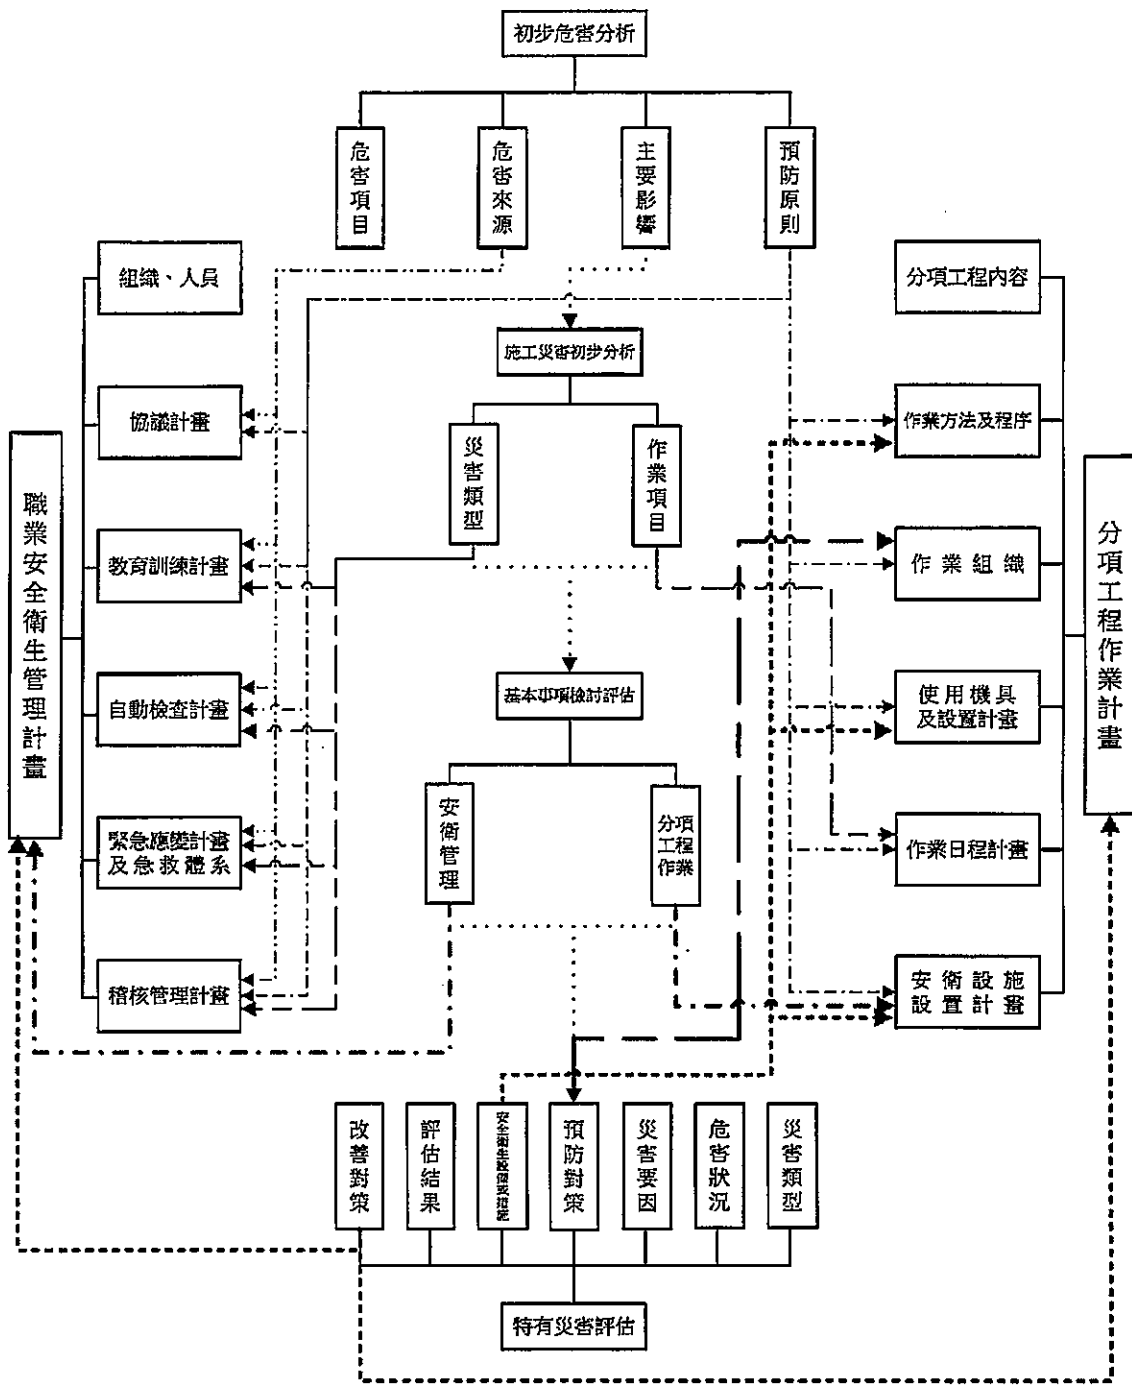 初步危害分析
危害項目
危害來源
主要影響
預防原則
組織、人員
分項工程內容
施工災害初步分析
協議計畫
作業方法及程序
災害類型
作業項目
職業安全衛生管理計畫
分項工程作業計畫
教育訓練計畫
作業組織
自動檢查計畫
基本事項檢討評估
使用機具
及設置計畫
安衛管理
分項
工程
作業
緊急應變計畫
及急救體系
作業日程計畫
稽核管理計畫
安衛設施
設置計畫
改善對策
評估結果
安全衛生設備或措施
預防對策
災害要因
危害狀況
災害類型
特有災害評估